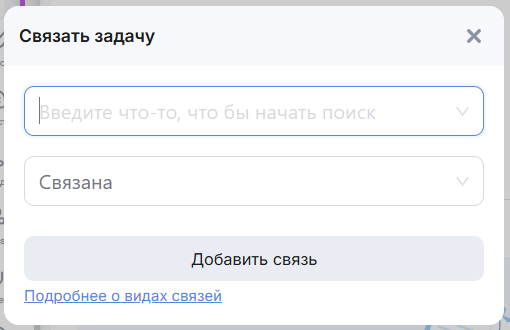 Связать задачу
Введите что-то, что бы начать поиск
Связана
Добавить связь
Подробнее о видах связей